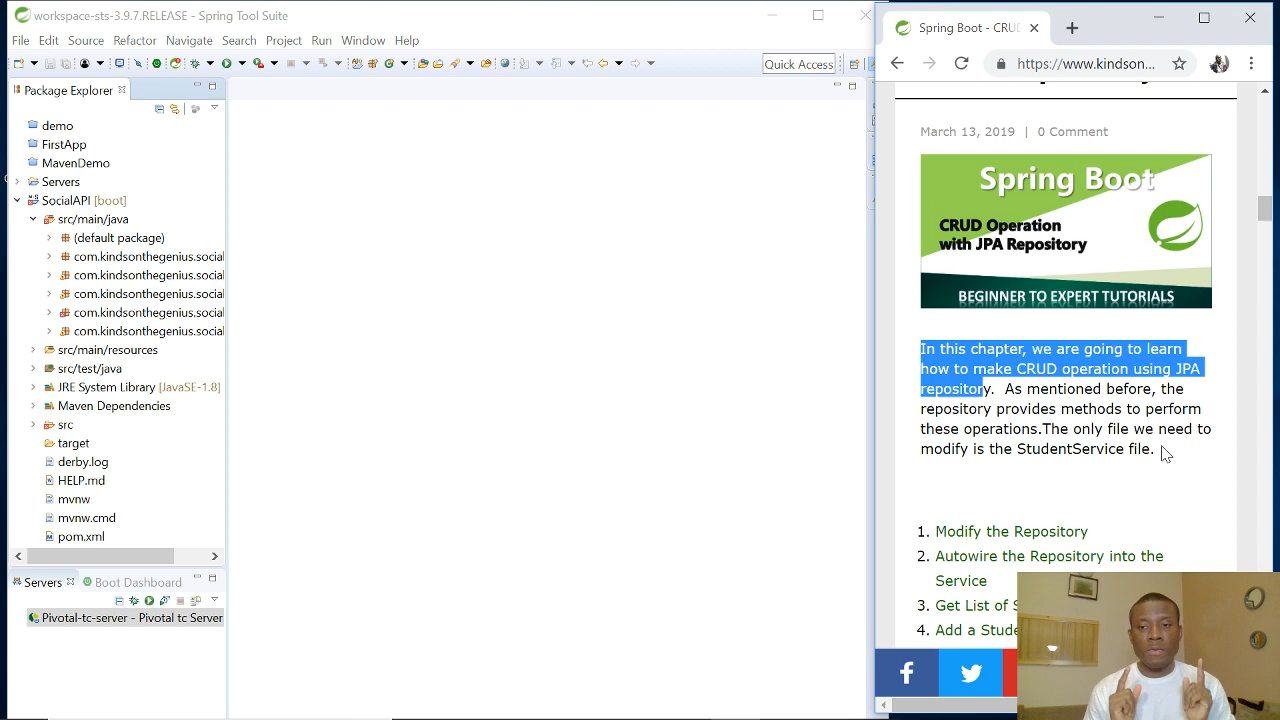 workspace-sts-3.9.7.RELEASE - Spring Tool Suite
File Edit Source Refactor Navigate Search Project Run Window Help
Quick Access
Package Explorer
demo
FirstApp
MavenDemo
Servers
SocialAPI [boot]
src/main/java
(default package)
com.kindsonthegenius.social
com.kindsonthegenius.social
com.kindsonthegenius.social
com.kindsonthegenius.social
com.kindsonthegenius.social
src/main/resources
src/test/java
JRE System Library [JavaSE-1.8]
Maven Dependencies
src
target
derby.log
HELP.md
mvnw
mvnw.cmd
pom.xml
Servers Boot Dashboard
Pivotal-tc-server - Pivotal tc Server
Spring Boot - CRUD
https://www.kindson...
March 13, 2019 | 0 Comment
Spring Boot
CRUD Operation
with JPA Repository
BEGINNER TO EXPERT TUTORIALS
In this chapter, we are going to learn
how to make CRUD operation using JPA
repository. As mentioned before, the
repository provides methods to perform
these operations.The only file we need to
modify is the StudentService file.
1. Modify the Repository
2. Autowire the Repository into the
Service
3. Get List of
4. Add a